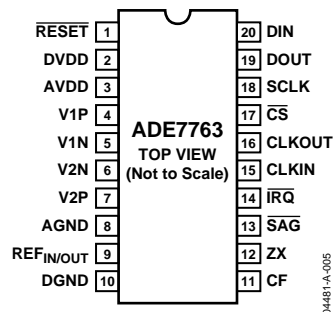 RESET 1
DVDD 2
AVDD 3
V1P 4
V1N 5
V2N 6
V2P 7
AGND 8
REFIN/OUT 9
DGND 10
ADE7763
TOP VIEW
(Not to Scale)
20 DIN
19 DOUT
18 SCLK
17 CS
16 CLKOUT
15 CLKIN
14 IRQ
13 SAG
12 ZX
11 CF
04481-A-005